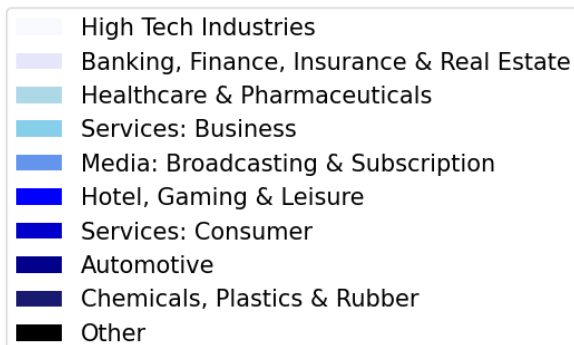 High Tech Industries
Banking, Finance, Insurance & Real Estate
Healthcare & Pharmaceuticals
Services: Business
Media: Broadcasting & Subscription
Hotel, Gaming & Leisure
Services: Consumer
Automotive
Chemicals, Plastics & Rubber
Other